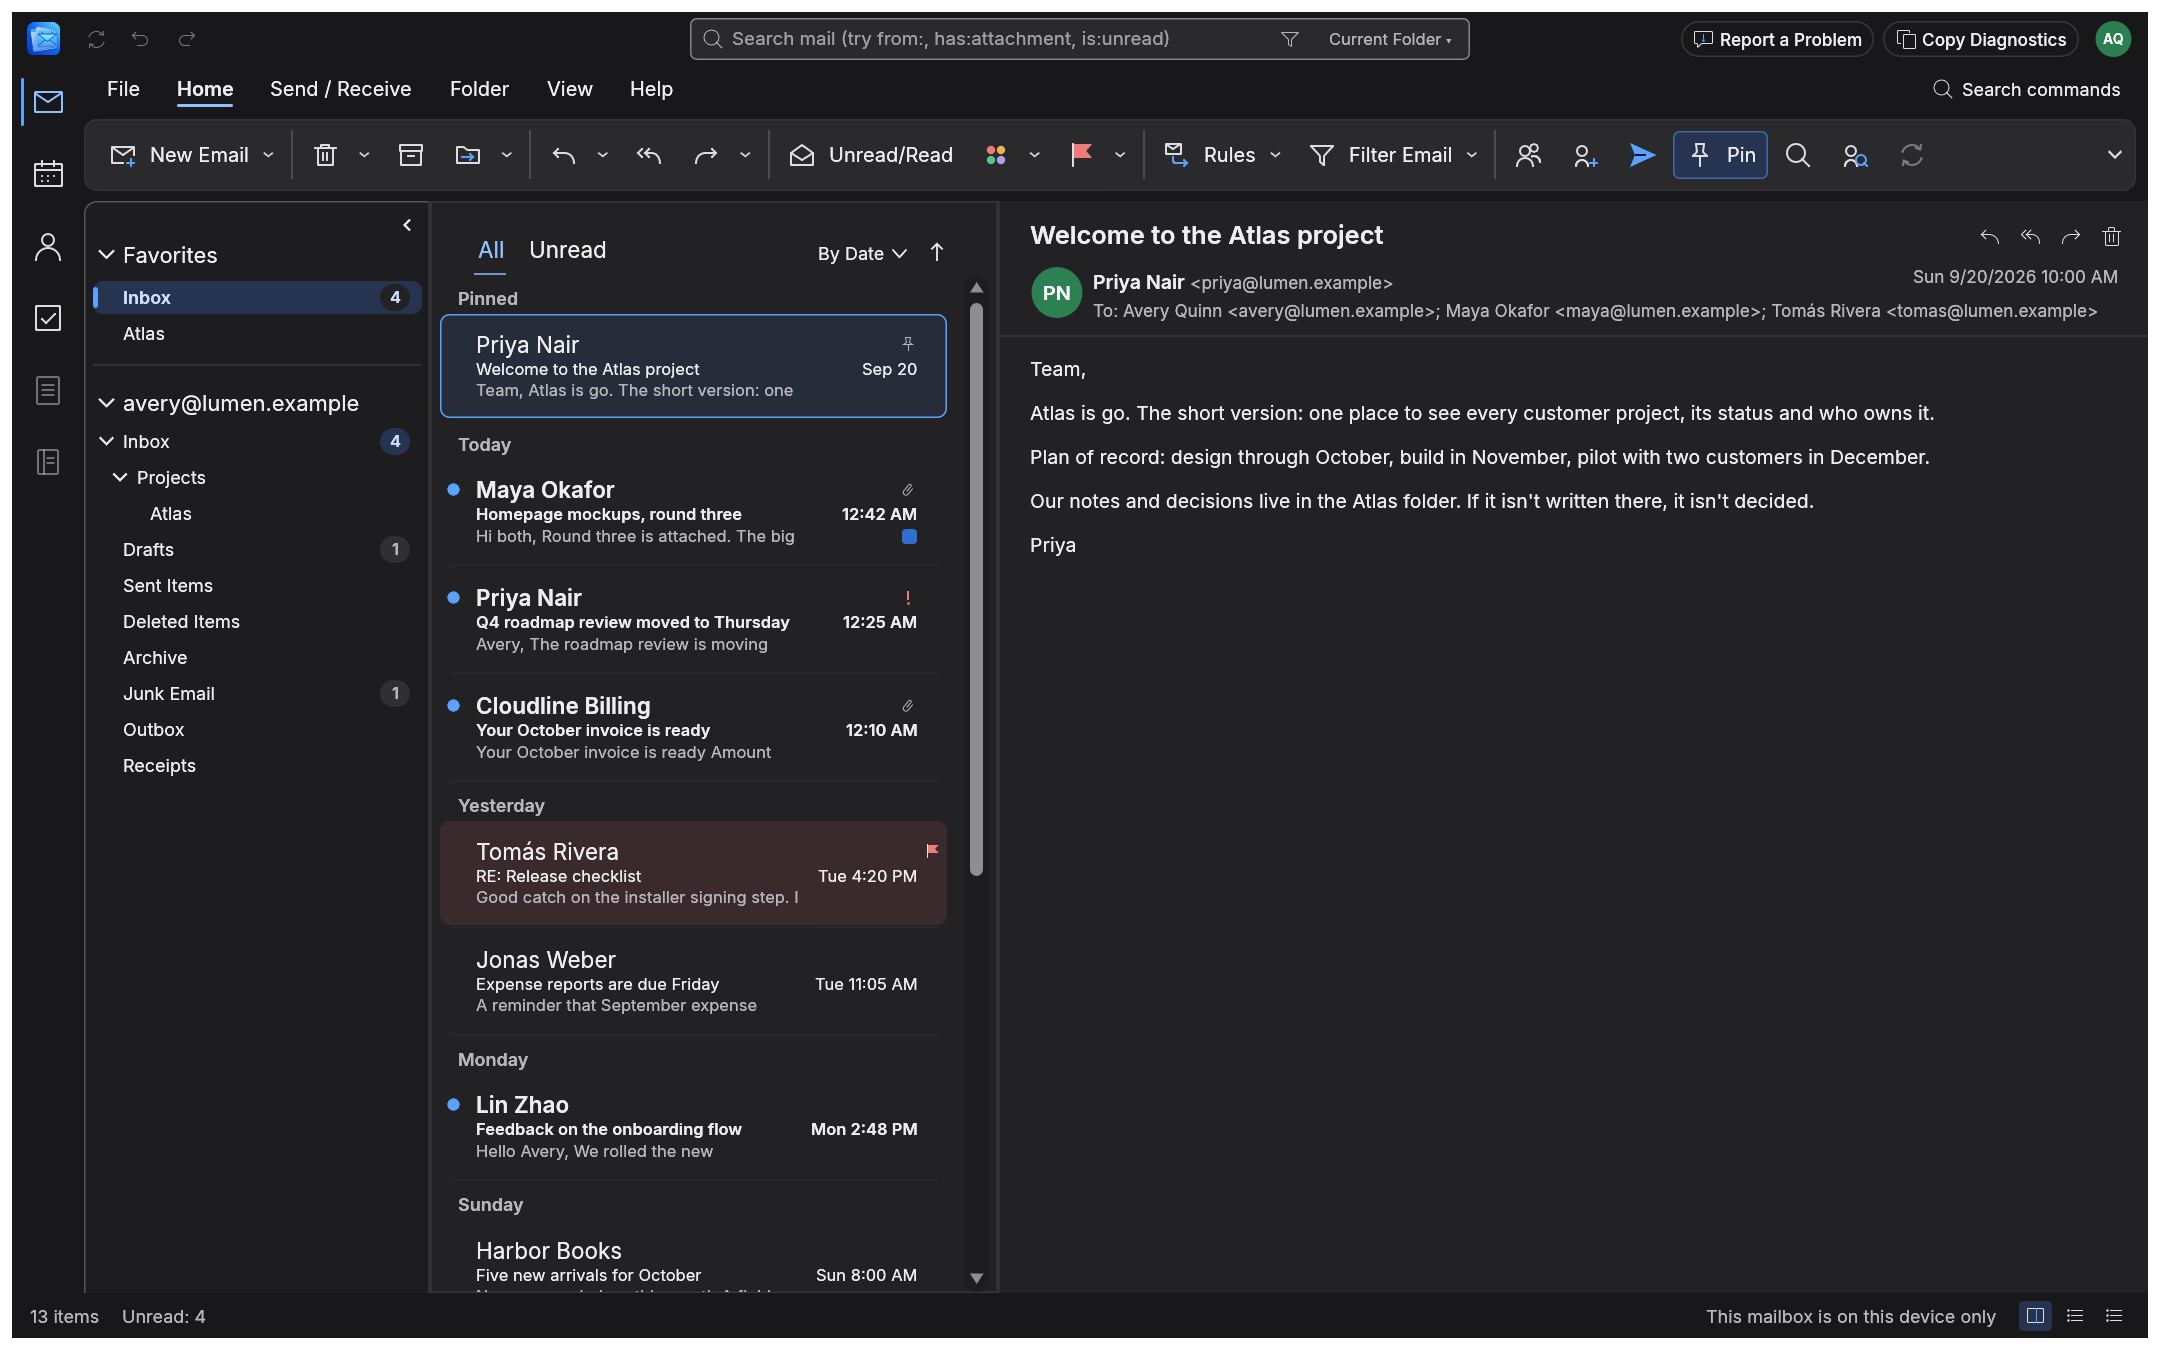 Search mail (try from:, has:attachment, is:unread)
Current Folder
Report a Problem
Copy Diagnostics
AQ
File Home Send / Receive Folder View Help
Search commands
New Email
Unread/Read
Rules
Filter Email
Pin
Favorites
Inbox 4
Atlas
avery@lumen.example
Inbox 4
Projects
Atlas
Drafts 1
Sent Items
Deleted Items
Archive
Junk Email 1
Outbox
Receipts
All Unread By Date
Pinned
Priya Nair
Welcome to the Atlas project Sep 20
Team, Atlas is go. The short version: one
Today
Maya Okafor
Homepage mockups, round three 12:42 AM
Hi both, Round three is attached. The big
Priya Nair !
Q4 roadmap review moved to Thursday 12:25 AM
Avery, The roadmap review is moving
Cloudline Billing
Your October invoice is ready 12:10 AM
Your October invoice is ready Amount
Yesterday
Tomás Rivera
RE: Release checklist Tue 4:20 PM
Good catch on the installer signing step. I
Jonas Weber
Expense reports are due Friday Tue 11:05 AM
A reminder that September expense
Monday
Lin Zhao
Feedback on the onboarding flow Mon 2:48 PM
Hello Avery, We rolled the new
Sunday
Harbor Books
Five new arrivals for October Sun 8:00 AM
Welcome to the Atlas project
PN
Priya Nair <priya@lumen.example>
Sun 9/20/2026 10:00 AM
To: Avery Quinn <avery@lumen.example>; Maya Okafor <maya@lumen.example>; Tomás Rivera <tomas@lumen.example>
Team,
Atlas is go. The short version: one place to see every customer project, its status and who owns it.
Plan of record: design through October, build in November, pilot with two customers in December.
Our notes and decisions live in the Atlas folder. If it isn't written there, it isn't decided.
Priya
13 items Unread: 4
This mailbox is on this device only